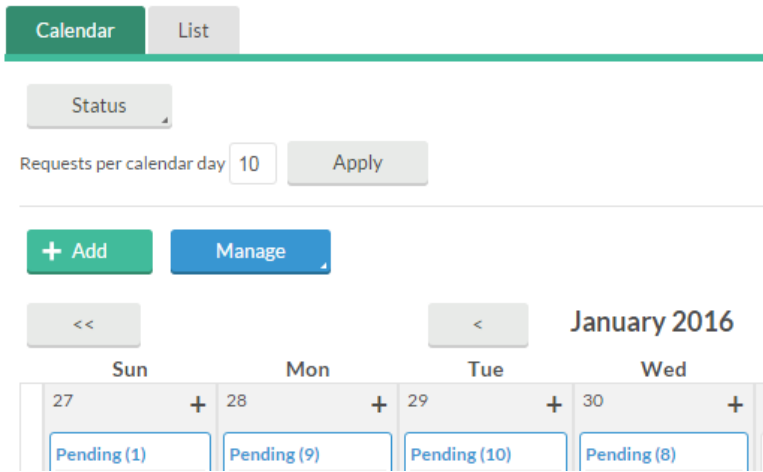 Calendar List
Status
Requests per calendar day 10 Apply
+ Add Manage
<< < January 2016
Sun Mon Tue Wed
27 + 28 + 29 + 30 +
Pending (1) Pending (9) Pending (10) Pending (8)